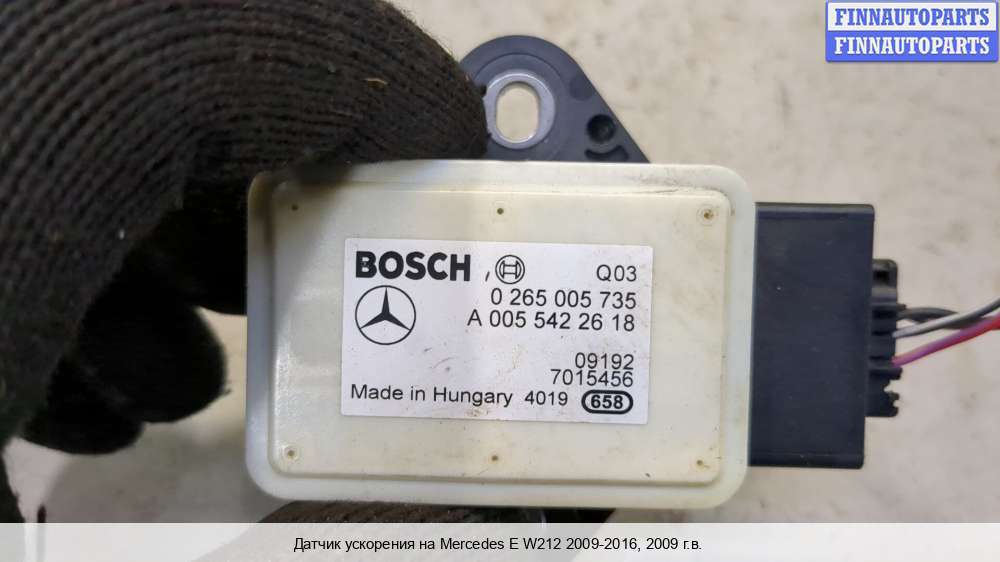 FINNAUTOPARTS
FINNAUTOPARTS
BOSCH
Q03
0 265 005 735
A 005 542 26 18
09192
7015456
Made in Hungary 4019 658
Датчик ускорения на Mercedes E W212 2009-2016, 2009 г.в.